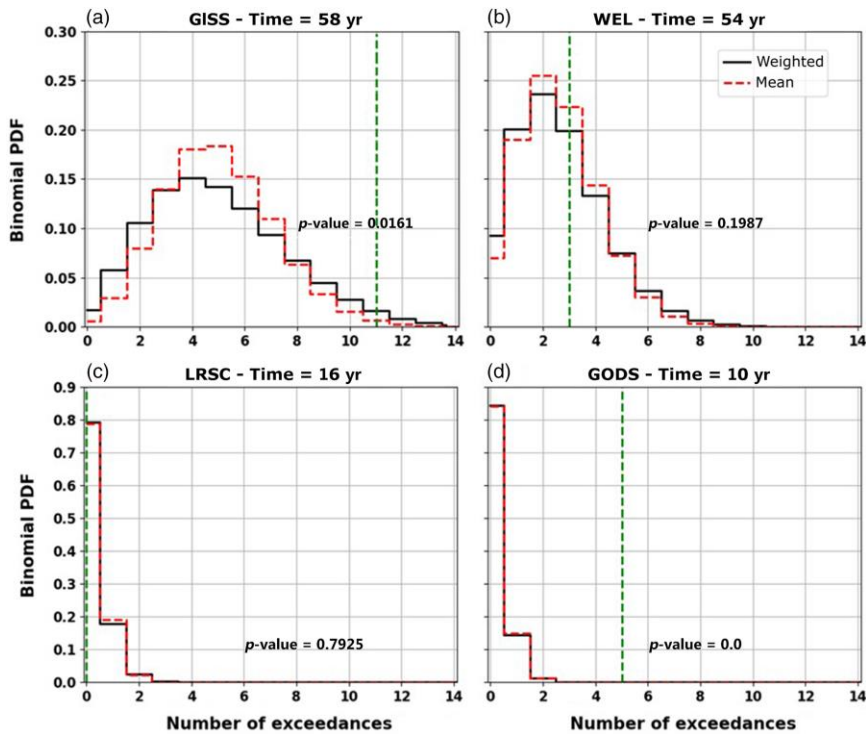 (a) GISS - Time = 58 yr
(b) WEL - Time = 54 yr
Binomial PDF
0.30
0.25
0.20
0.15
0.10
0.05
0.00
0 2 4 6 8 10 12 14
p-value = 0.0161
Weighted
Mean
p-value = 0.1987
0 2 4 6 8 10 12 14
(c) LRSC - Time = 16 yr
(d) GODS - Time = 10 yr
Binomial PDF
0.9
0.8
0.7
0.6
0.5
0.4
0.3
0.2
0.1
0.0
p-value = 0.7925
p-value = 0.0
0 2 4 6 8 10 12 14
0 2 4 6 8 10 12 14
Number of exceedances
Number of exceedances